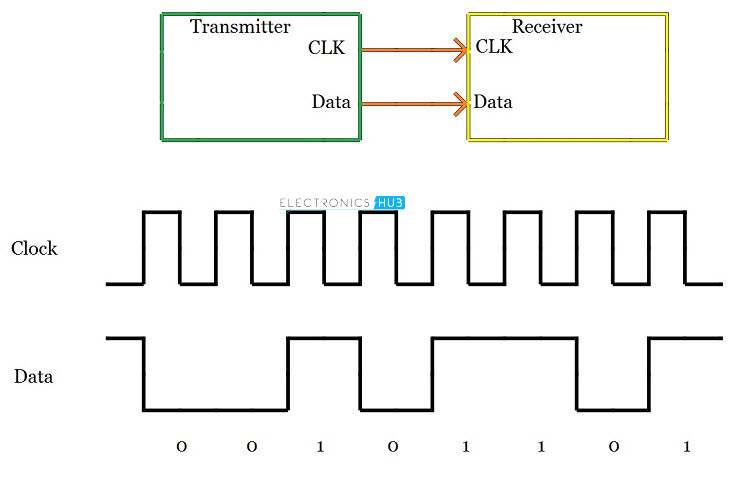 Transmitter Receiver
CLK CLK
Data Data
ELECTRONICS HUB
Clock
Data
0 0 1 0 1 1 0 1